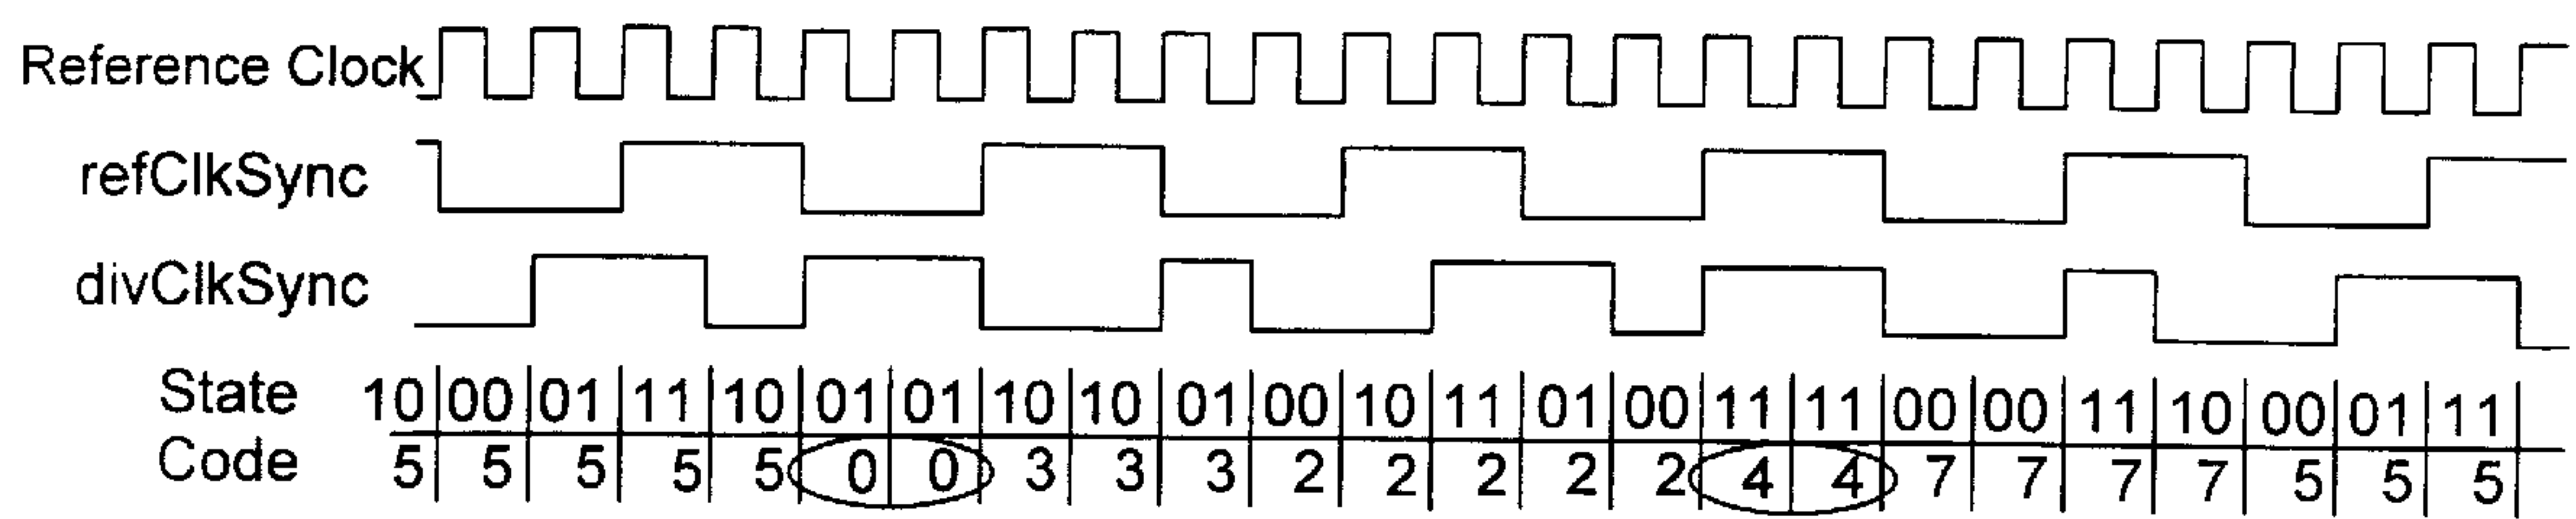 Reference Clock
refClkSync
divClkSync
State 10 00 01 11 10 01 01 10 10 01 00 10 11 01 00 11 11 00 00 11 10 00 01 11
Code 5 5 5 5 5 0 0 3 3 3 2 2 2 2 2 4 4 7 7 7 7 5 5 5